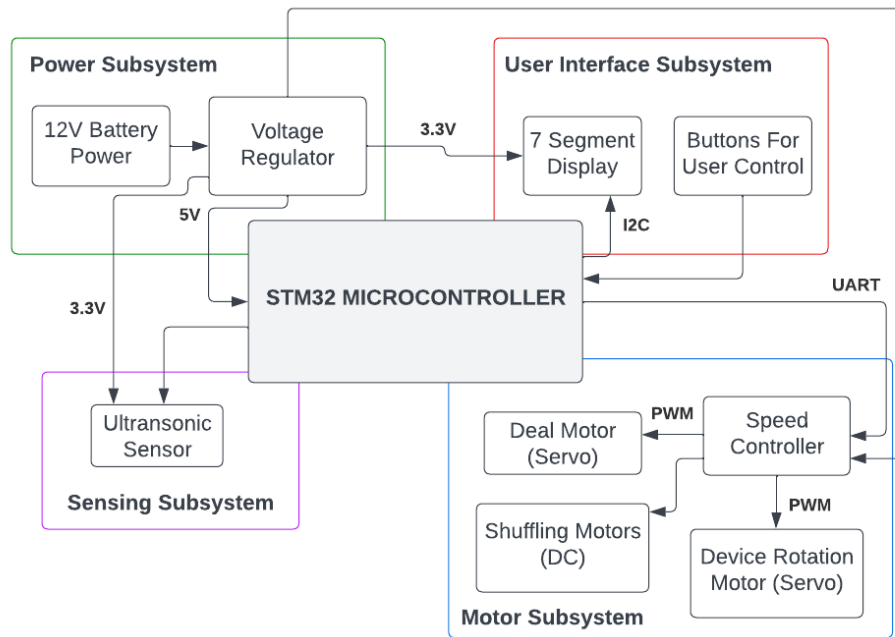 Power Subsystem
12V Battery
Power
Voltage
Regulator
3.3V
5V
3.3V
User Interface Subsystem
7 Segment
Display
Buttons For
User Control
I2C
STM32 MICROCONTROLLER
UART
Ultransonic
Sensor
Sensing Subsystem
Deal Motor
(Servo)
PWM
Speed
Controller
Shuffling Motors
(DC)
PWM
Device Rotation
Motor (Servo)
Motor Subsystem